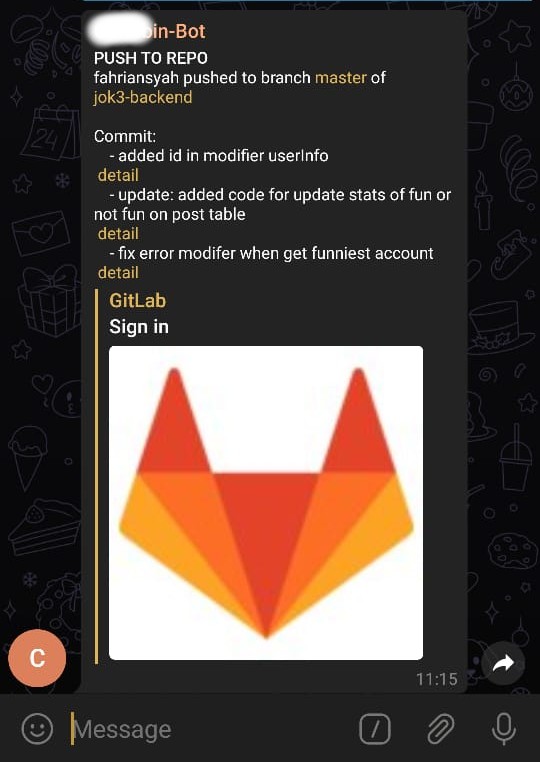 in-Bot
PUSH TO REPO
fahriansyah pushed to branch master of
jok3-backend
Commit:
- added id in modifier userInfo
detail
- update: added code for update stats of fun or
not fun on post table
detail
- fix error modifer when get funniest account
detail
GitLab
Sign in
24
C
11:15
Message